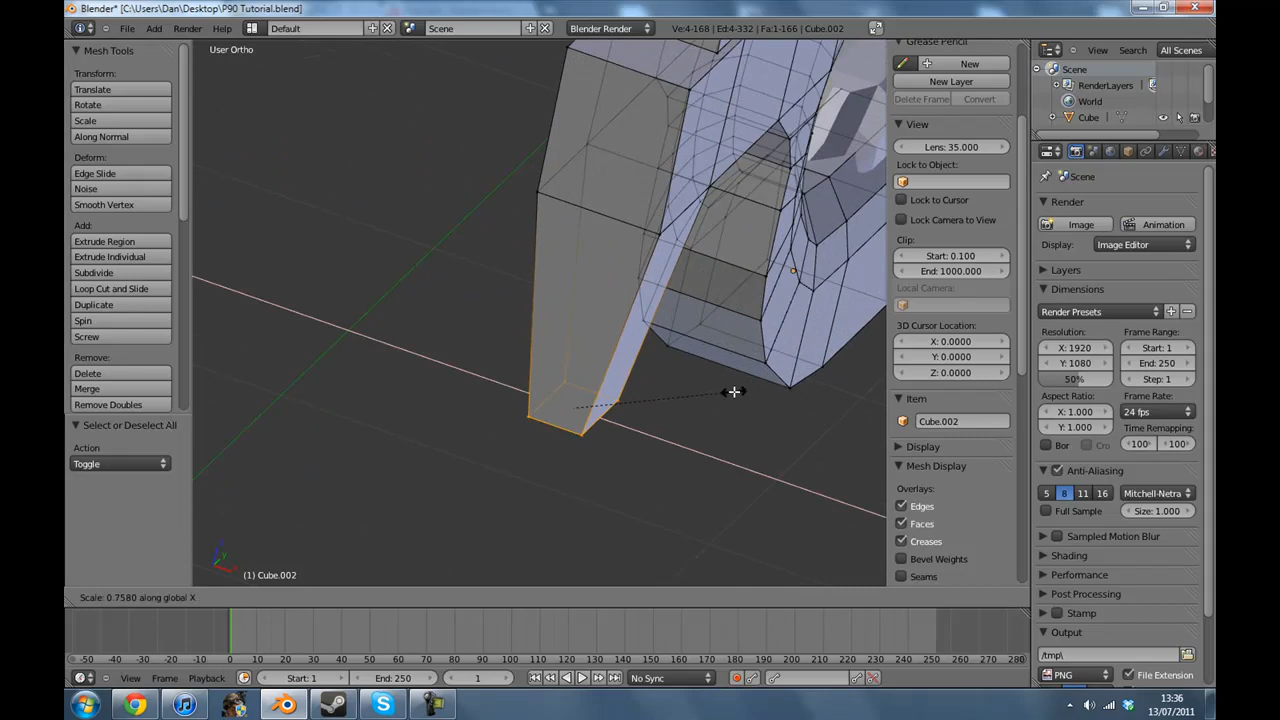 Blender* [C:\Users\Dan\Desktop\P90 Tutorial.blend]
File
Add
Render
Help
Default
Scene
Blender Render
Ve:4-168 | Ed:4-332 | Fa:1-166 | Cube.002
Mesh Tools
Transform:
Translate
Rotate
Scale
Along Normal
Deform:
Edge Slide
Noise
Smooth Vertex
Add:
Extrude Region
Extrude Individual
Subdivide
Loop Cut and Slide
Duplicate
Spin
Screw
Remove:
Delete
Merge
Remove Doubles
Select or Deselect All
Action
Toggle
User Ortho
(1) Cube.002
Scale: 0.7580 along global X
Grease Pencil
New
New Layer
Delete Frame
Convert
View
Lens: 35.000
Lock to Object:
Lock to Cursor
Lock Camera to View
Clip:
Start: 0.100
End: 1000.000
Local Camera:
3D Cursor Location:
X: 0.0000
Y: 0.0000
Z: 0.0000
Item
Cube.002
Display
Mesh Display
Overlays:
Edges
Faces
Creases
Bevel Weights
Seams
View
Search
All Scenes
Scene
RenderLayers
World
Cube
Scene
Render
Image
Animation
Display:
Image Editor
Layers
Dimensions
Render Presets
Resolution:
Frame Range:
X: 1920
Start: 1
Y: 1080
End: 250
50%
Step: 1
Aspect Ratio:
Frame Rate:
X: 1.000
24 fps
Y: 1.000
Time Remapping:
Bor
Cro
100
100
Anti-Aliasing
5
8
11
16
Mitchell-Netra
Full Sample
Size: 1.000
Sampled Motion Blur
Shading
Performance
Post Processing
Stamp
Output
/tmp\
PNG
File Extension
-50 -40 -30 -20 -10 0 10 20 30 40 50 60 70 80 90 100 110 120 130 140 150 160 170 180 190 200 210 220 230 240 250 260 270 280
View
Frame
Playback
Start: 1
End: 250
1
No Sync
13:36
13/07/2011